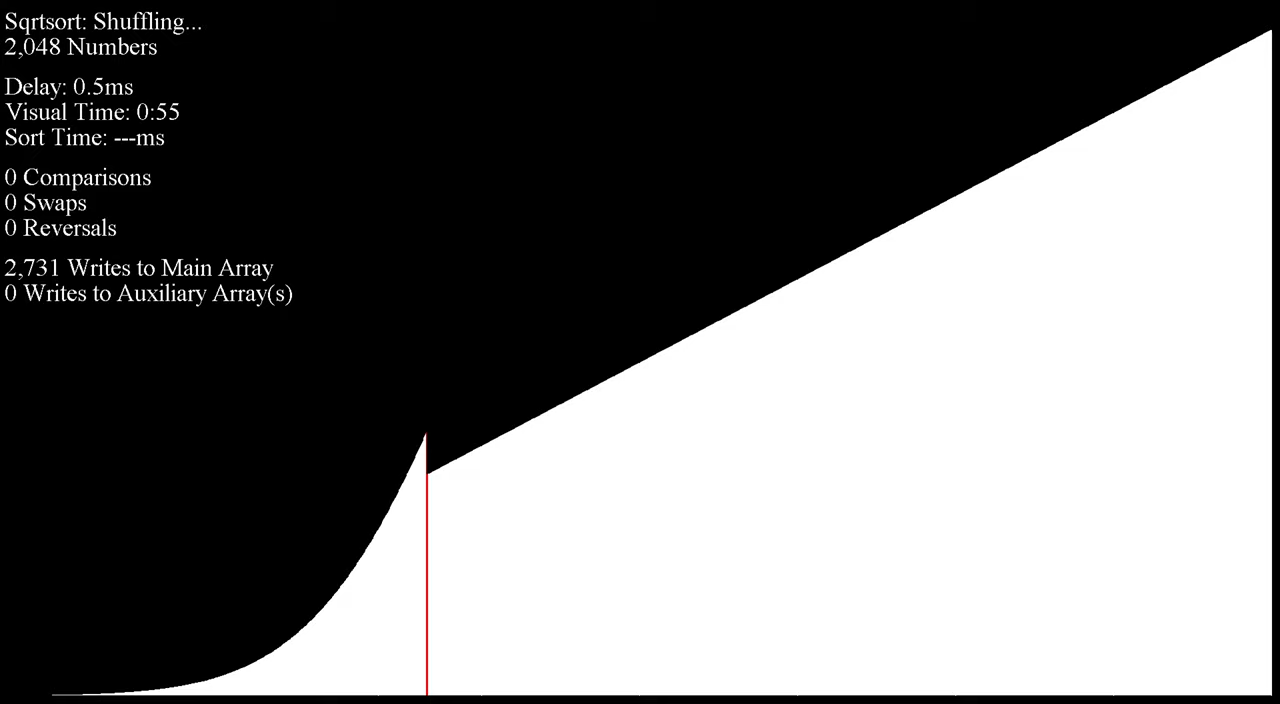 Sqrtsort: Shuffling...
2,048 Numbers
Delay: 0.5ms
Visual Time: 0:55
Sort Time: ---ms
0 Comparisons
0 Swaps
0 Reversals
2,731 Writes to Main Array
0 Writes to Auxiliary Array(s)